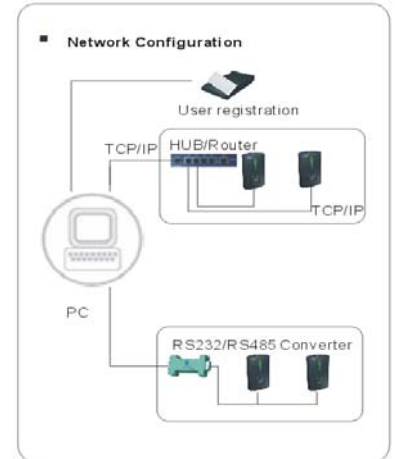 Network Configuration
User registration
TCP/IP
HUB/Router
TCP/IP
PC
RS232/RS485 Converter